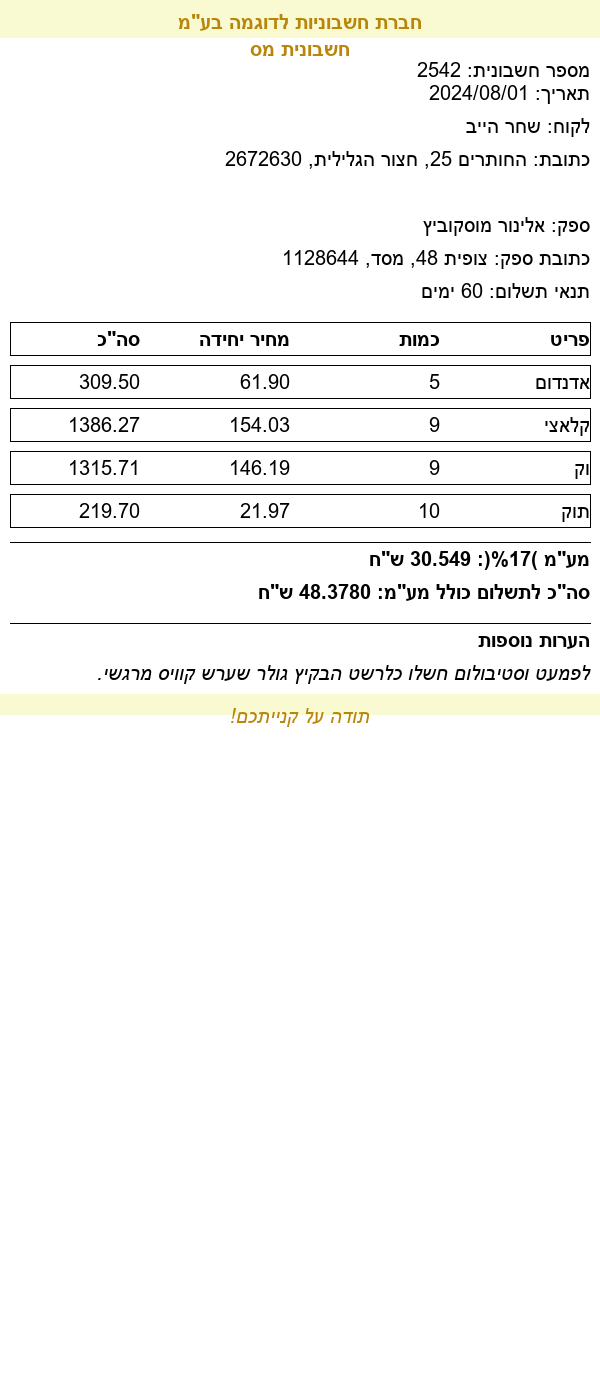 חברת חשבוניות לדוגמה בע"מ
חשבונית מס
מספר חשבונית: 2542
תאריך: 2024/08/01
לקוח: שחר הייב
כתובת: החותרים 25, חצור הגלילית, 2672630
ספק: אלינור מוסקוביץ
כתובת ספק: צופית 48, מסד, 1128644
תנאי תשלום: 60 ימים
פריט כמות מחיר יחידה סה"כ
אדנדום 5 61.90 309.50
קלאצי 9 154.03 1386.27
וק 9 146.19 1315.71
תוק 10 21.97 219.70
מע"מ )17%(: 30.549 ש"ח
סה"כ לתשלום כולל מע"מ: 48.3780 ש"ח
הערות נוספות
לפמעט וסטיבולום חשלו כלרשט הבקיץ גולר שערש קוויס מרגשי.
תודה על קנייתכם!